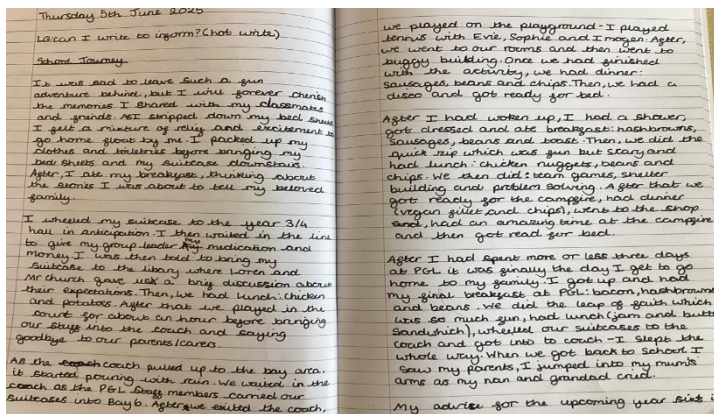 Thursday 5th June 2025
Lo: can I write to inform? (hot write)
School Journey
It was sad to leave such a fun
adventure behind, but I will forever cherish
the memories I shared with my classmates
and friends. As I stripped down my bed sheets
I felt a mixture of relief and excitement to
go home float by me. I packed up my
clothes and toiletries before bringing my
bed shetts and my suitcase downstairs.
After, I ate my breakfast, thinking about
the stories I was about to tell my beloved
family.
I wheeled my suitcase to the year 3/4
hall in anticipation. I then waited in the line
to give my group leader my medication and
money. I was then told to bring my
suitcase to the libary where Loren and
Mr Church gave us a brief discussion about
their expectations. Then, we had lunch: chicken
and potatos. After that we played in the
court for about an hour before bringing
our stuff into the coach and saying
goodbye to our parents/carers.
As the coach pulled up to the bay area,
it started pouring with rain. We waited in the
coach as the PGL staff members carried our
suitcases into Bay 6. After, we exited the coach,
we played on the playground - I played
tennis with Evie, Sophie and Imogen. After,
we went to our rooms and then went to
buggy building. Once we had finished
with the activity, we had dinner:
sausages, beans and chips. Then, we had a
disco and got ready for bed.
After I had woken up, I had a shower,
got dressed and ate breakfast: hashbrowns,
sausages, beans and toast. Then, we did the
quick zip which was fun but scary and
had lunch: chicken nuggets, beans and
chips. We then did: team games, shelter
building and problem solving. After that we
got ready for the campfire, had dinner
(vegan fillet and chips), went to the shop
and, had an amazing time at the campfire
and then got read for bed.
After I had spent more or less three days
at PGL it was finally the day I get to go
home to my family. I got up and had
my final breakfast at PGL: bacon, hashbrowns
and beans. We did the leap of faith which
was so much fun, had lunch (jam and butt
Sandwhich), wheeled our suitcases to the
coach and got into to coach - I slept the
whole way. When we got back to school I
saw my parents, I jumped into my mum's
arms as my nan and grandad cried.
My advice for the upcoming year